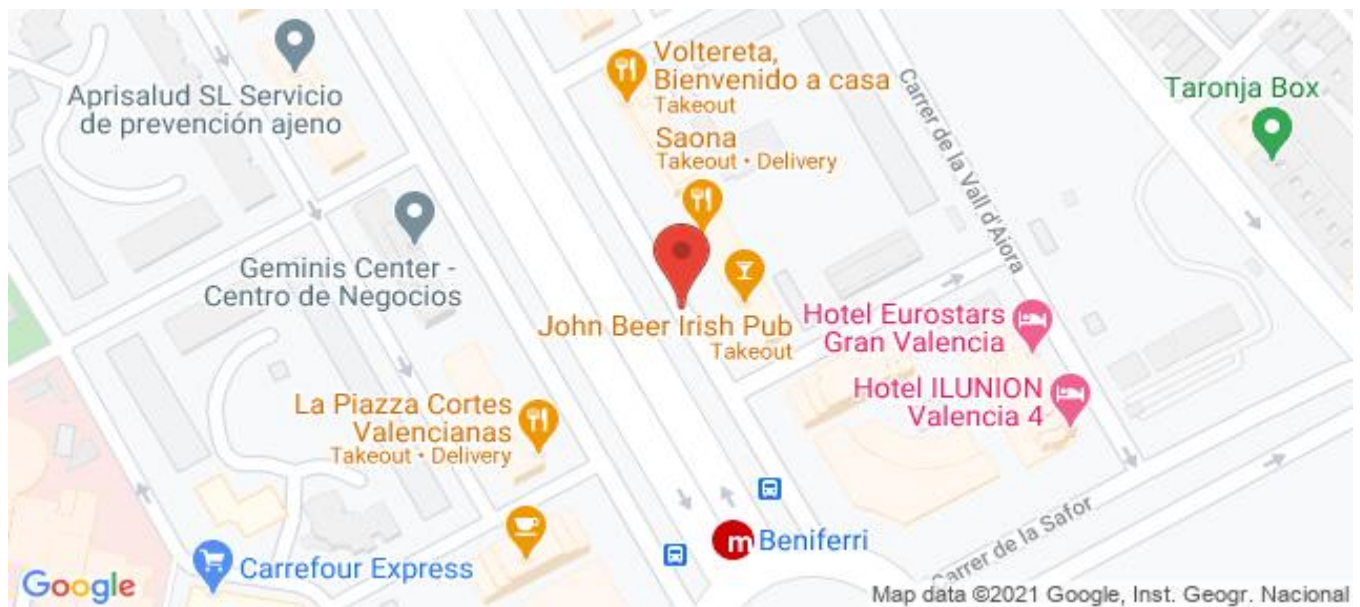 Voltereta,
Bienvenido a casa
Takeout
Aprisalud SL Servicio
de prevención ajeno
Taronja Box
Carrer de la Vall d'Aiora
Saona
Takeout • Delivery
Geminis Center -
Centro de Negocios
John Beer Irish Pub
Takeout
Hotel Eurostars
Gran Valencia
Hotel ILUNION
Valencia 4
La Piazza Cortes
Valencianas
Takeout • Delivery
m Beniferri
Carrer de la Safor
Carrefour Express
Google
Map data ©2021 Google, Inst. Geogr. Nacional